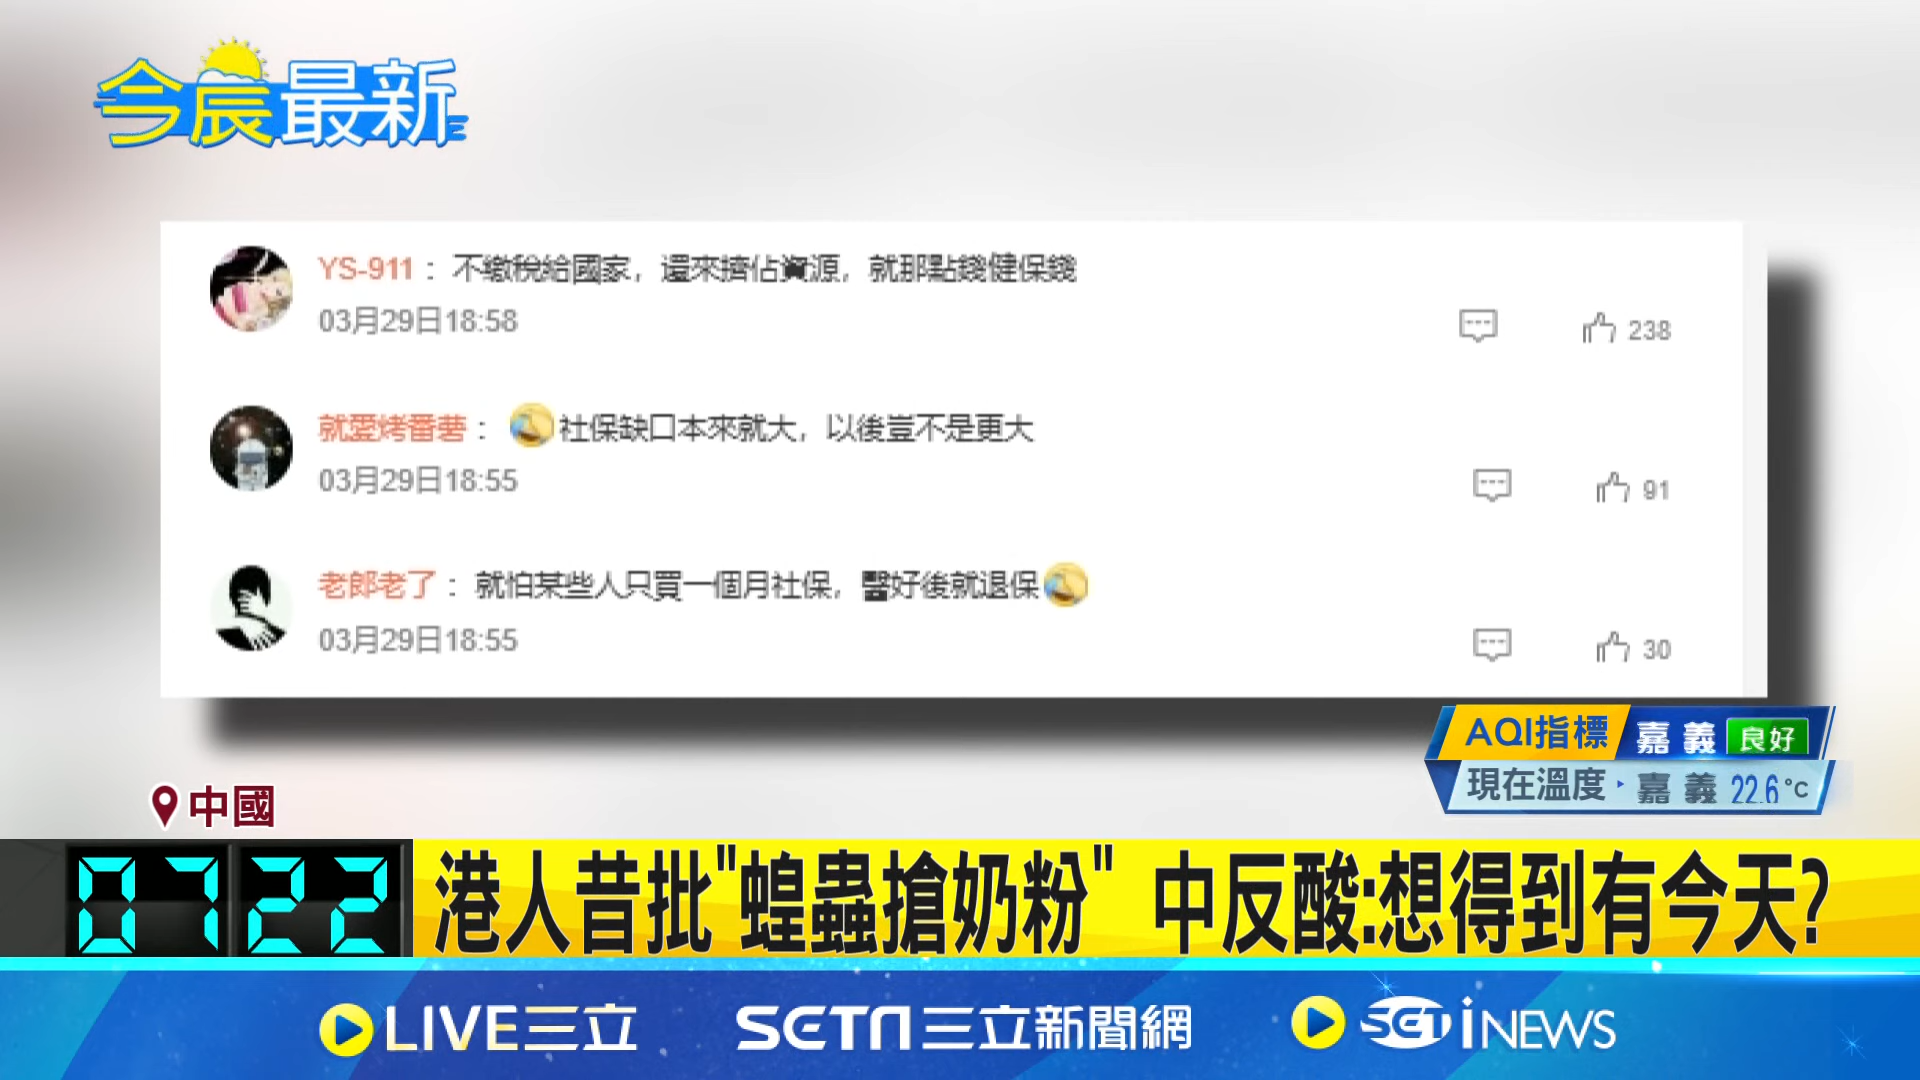 今晨最新
YS-911：不繳稅給國家，還來擠佔資源，就那點錢健保錢
03月29日18:58
238
就愛烤番薯：社保缺口本來就大，以後豈不是更大
03月29日18:55
91
老郎老了：就怕某些人只買一個月社保，醫好後就退保
03月29日18:55
30
AQI指標 嘉義 良好
現在溫度 嘉義 22.6°C
中國
0722
港人昔批"蝗蟲搶奶粉" 中反酸:想得到有今天?
LIVE三立
SETN三立新聞網
SET iNEWS